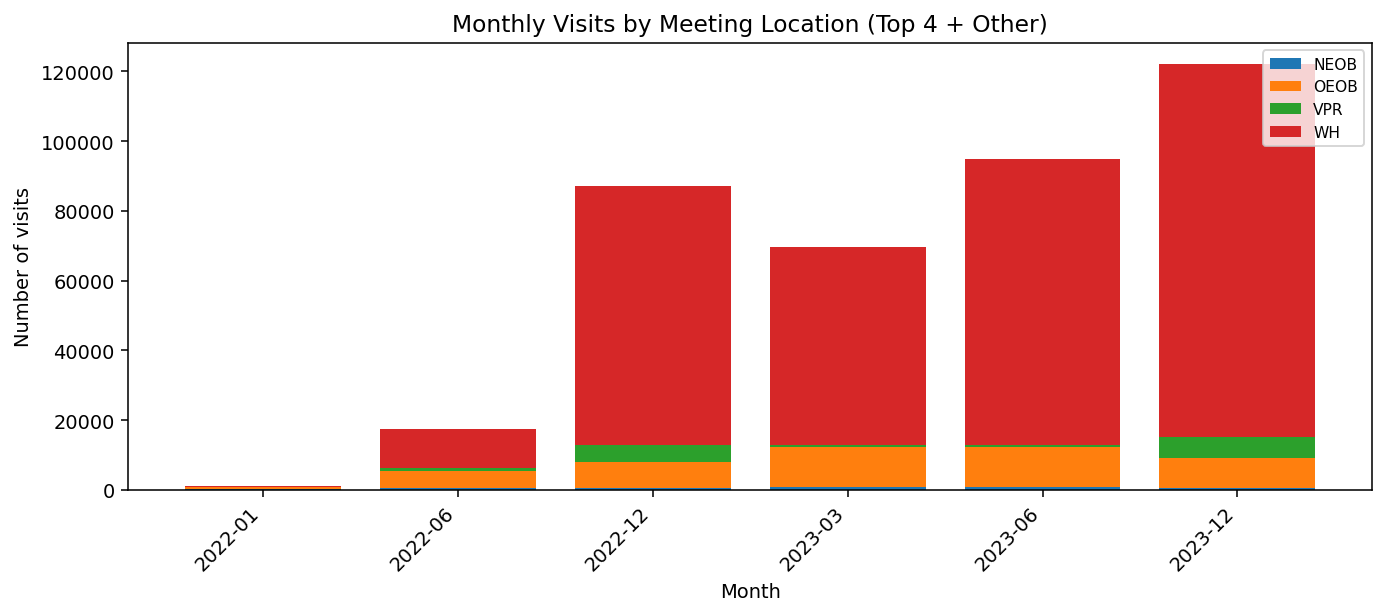 Monthly Visits by Meeting Location (Top 4 + Other)
Number of visits
120000
100000
80000
60000
40000
20000
0
NEOB
OEOB
VPR
WH
2022-01
2022-06
2022-12
2023-03
2023-06
2023-12
Month